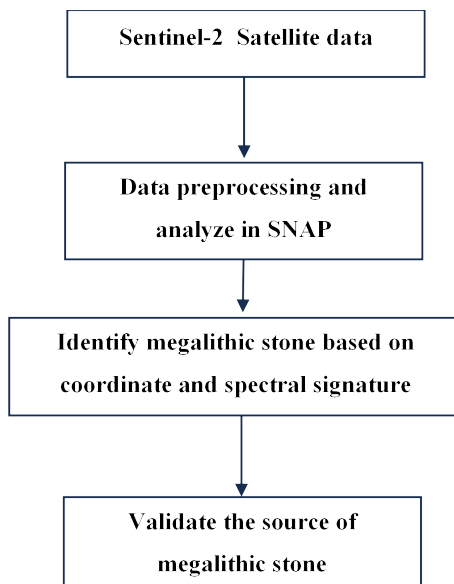 Sentinel-2 Satellite data
Data preprocessing and
analyze in SNAP
Identify megalithic stone based on
coordinate and spectral signature
Validate the source of
megalithic stone